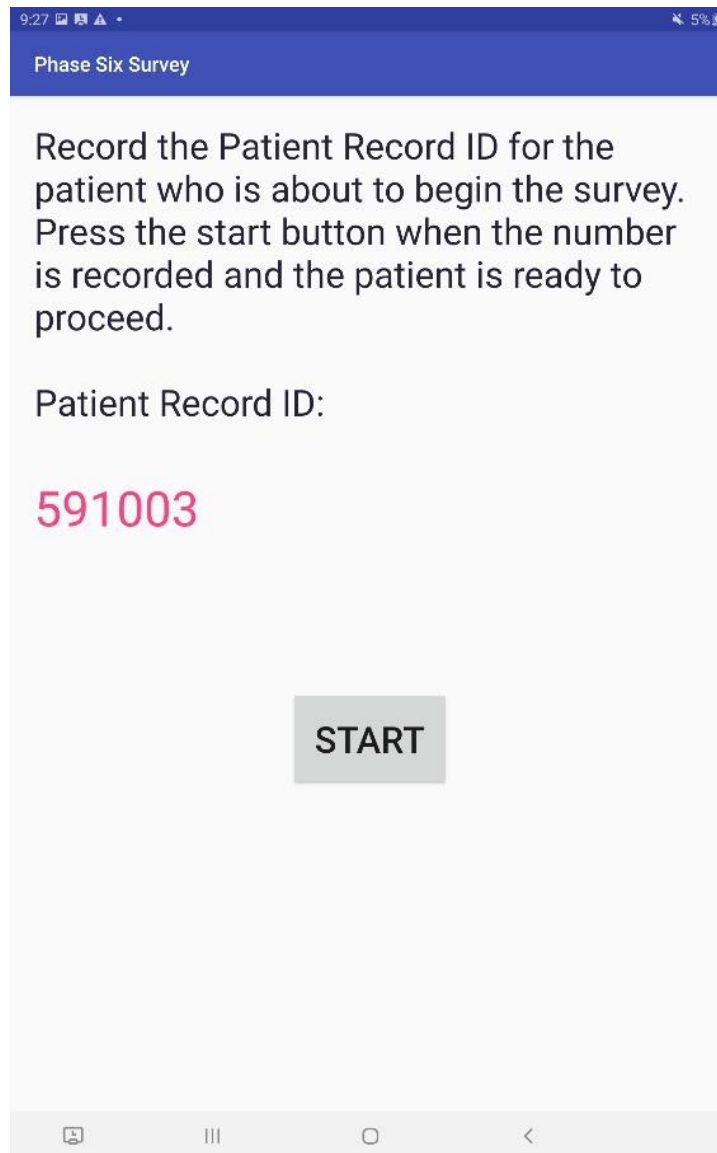 9:27
5%
Phase Six Survey
Record the Patient Record ID for the
patient who is about to begin the survey.
Press the start button when the number
is recorded and the patient is ready to
proceed.
Patient Record ID:
591003
START